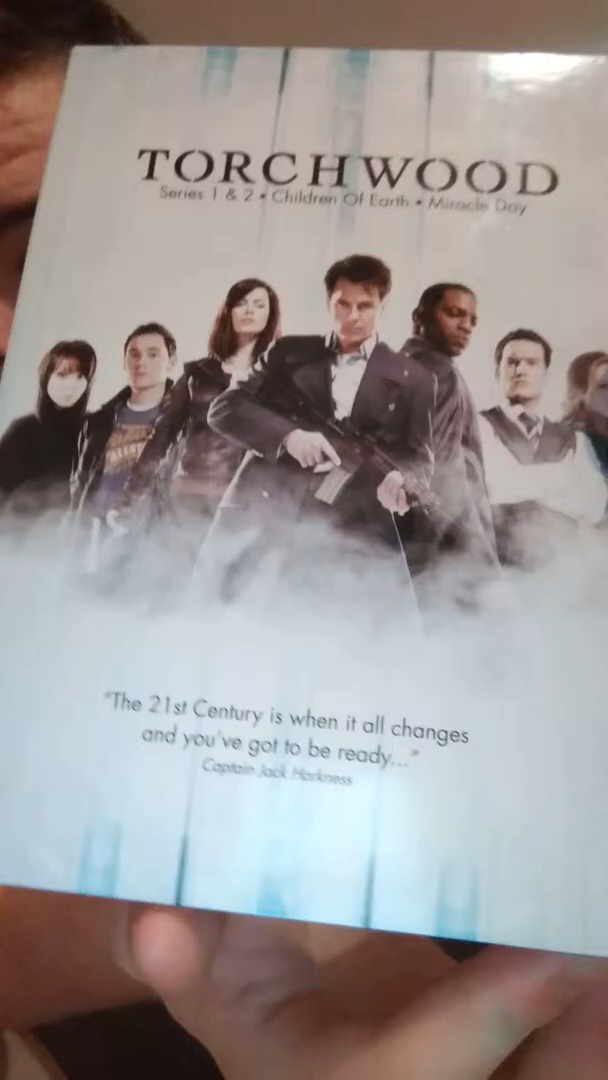 TORCHWOOD
Series 1 & 2 • Children Of Earth • Miracle Day
"The 21st Century is when it all changes
and you've got to be ready..."
Captain Jack Harkness